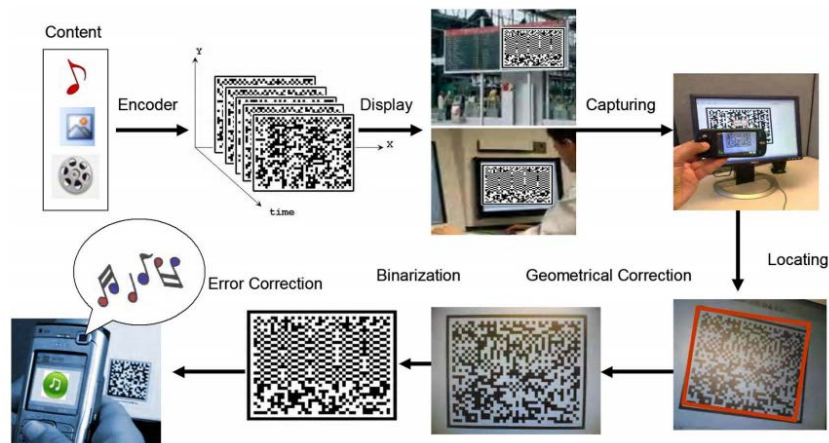 Content
Encoder
Y
X
time
Display
Capturing
Locating
Geometrical Correction
Binarization
Error Correction